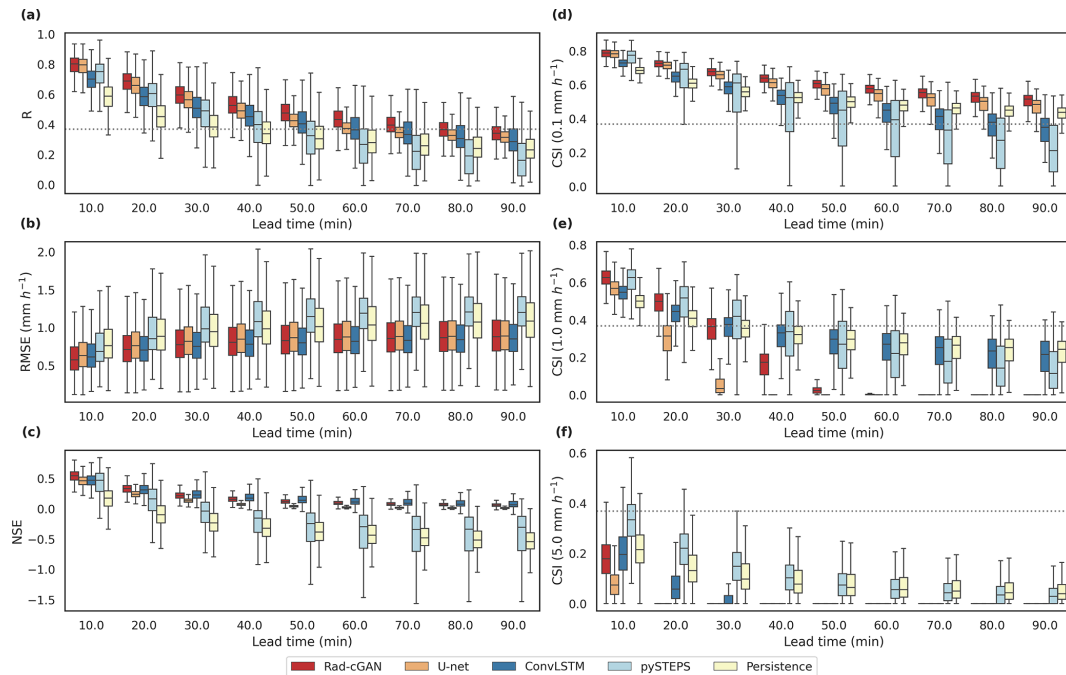 (a)
1.0
0.8
0.6
0.4
0.2
0.0
R
10.0 20.0 30.0 40.0 50.0 60.0 70.0 80.0 90.0
Lead time (min)
(b)
2.0
1.5
1.0
0.5
RMSE (mm h⁻¹)
10.0 20.0 30.0 40.0 50.0 60.0 70.0 80.0 90.0
Lead time (min)
(c)
0.5
0.0
−0.5
−1.0
−1.5
NSE
10.0 20.0 30.0 40.0 50.0 60.0 70.0 80.0 90.0
Lead time (min)
(d)
0.8
0.6
0.4
0.2
0.0
CSI (0.1 mm h⁻¹)
10.0 20.0 30.0 40.0 50.0 60.0 70.0 80.0 90.0
Lead time (min)
(e)
0.8
0.6
0.4
0.2
0.0
CSI (1.0 mm h⁻¹)
10.0 20.0 30.0 40.0 50.0 60.0 70.0 80.0 90.0
Lead time (min)
(f)
0.6
0.4
0.2
0.0
CSI (5.0 mm h⁻¹)
10.0 20.0 30.0 40.0 50.0 60.0 70.0 80.0 90.0
Lead time (min)
Rad-cGAN U-net ConvLSTM pySTEPS Persistence